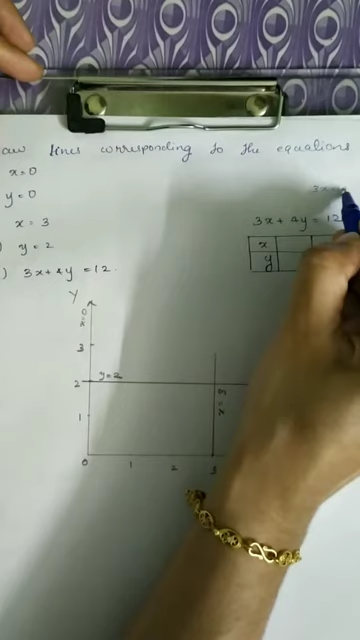 lines corresponding to the equations
x=0
y=0
x = 3
) y = 2
) 3x+4y =12.
3x
3x+4y=12
x
y
Y
x=0
3
2
y=2
1
x=3
0 1 2 3